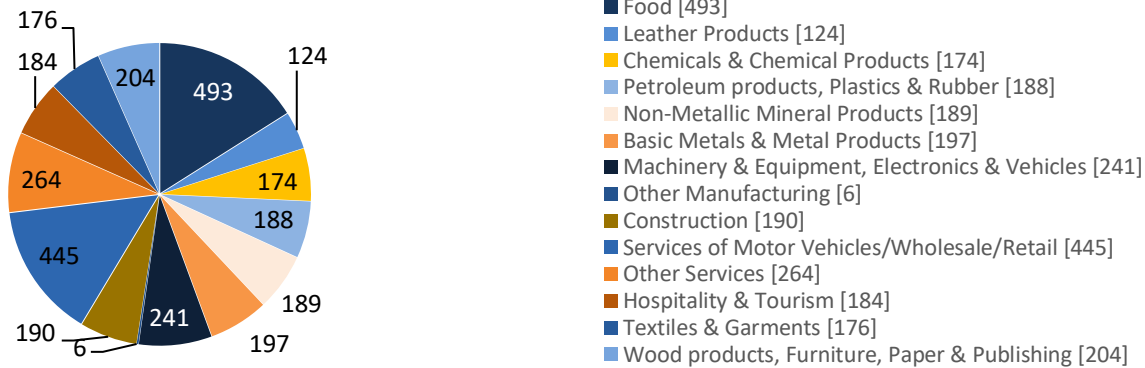 176
184
204
493
124
264
174
188
445
189
190
6
241
197
Food [493]
Leather Products [124]
Chemicals & Chemical Products [174]
Petroleum products, Plastics & Rubber [188]
Non-Metallic Mineral Products [189]
Basic Metals & Metal Products [197]
Machinery & Equipment, Electronics & Vehicles [241]
Other Manufacturing [6]
Construction [190]
Services of Motor Vehicles/Wholesale/Retail [445]
Other Services [264]
Hospitality & Tourism [184]
Textiles & Garments [176]
Wood products, Furniture, Paper & Publishing [204]